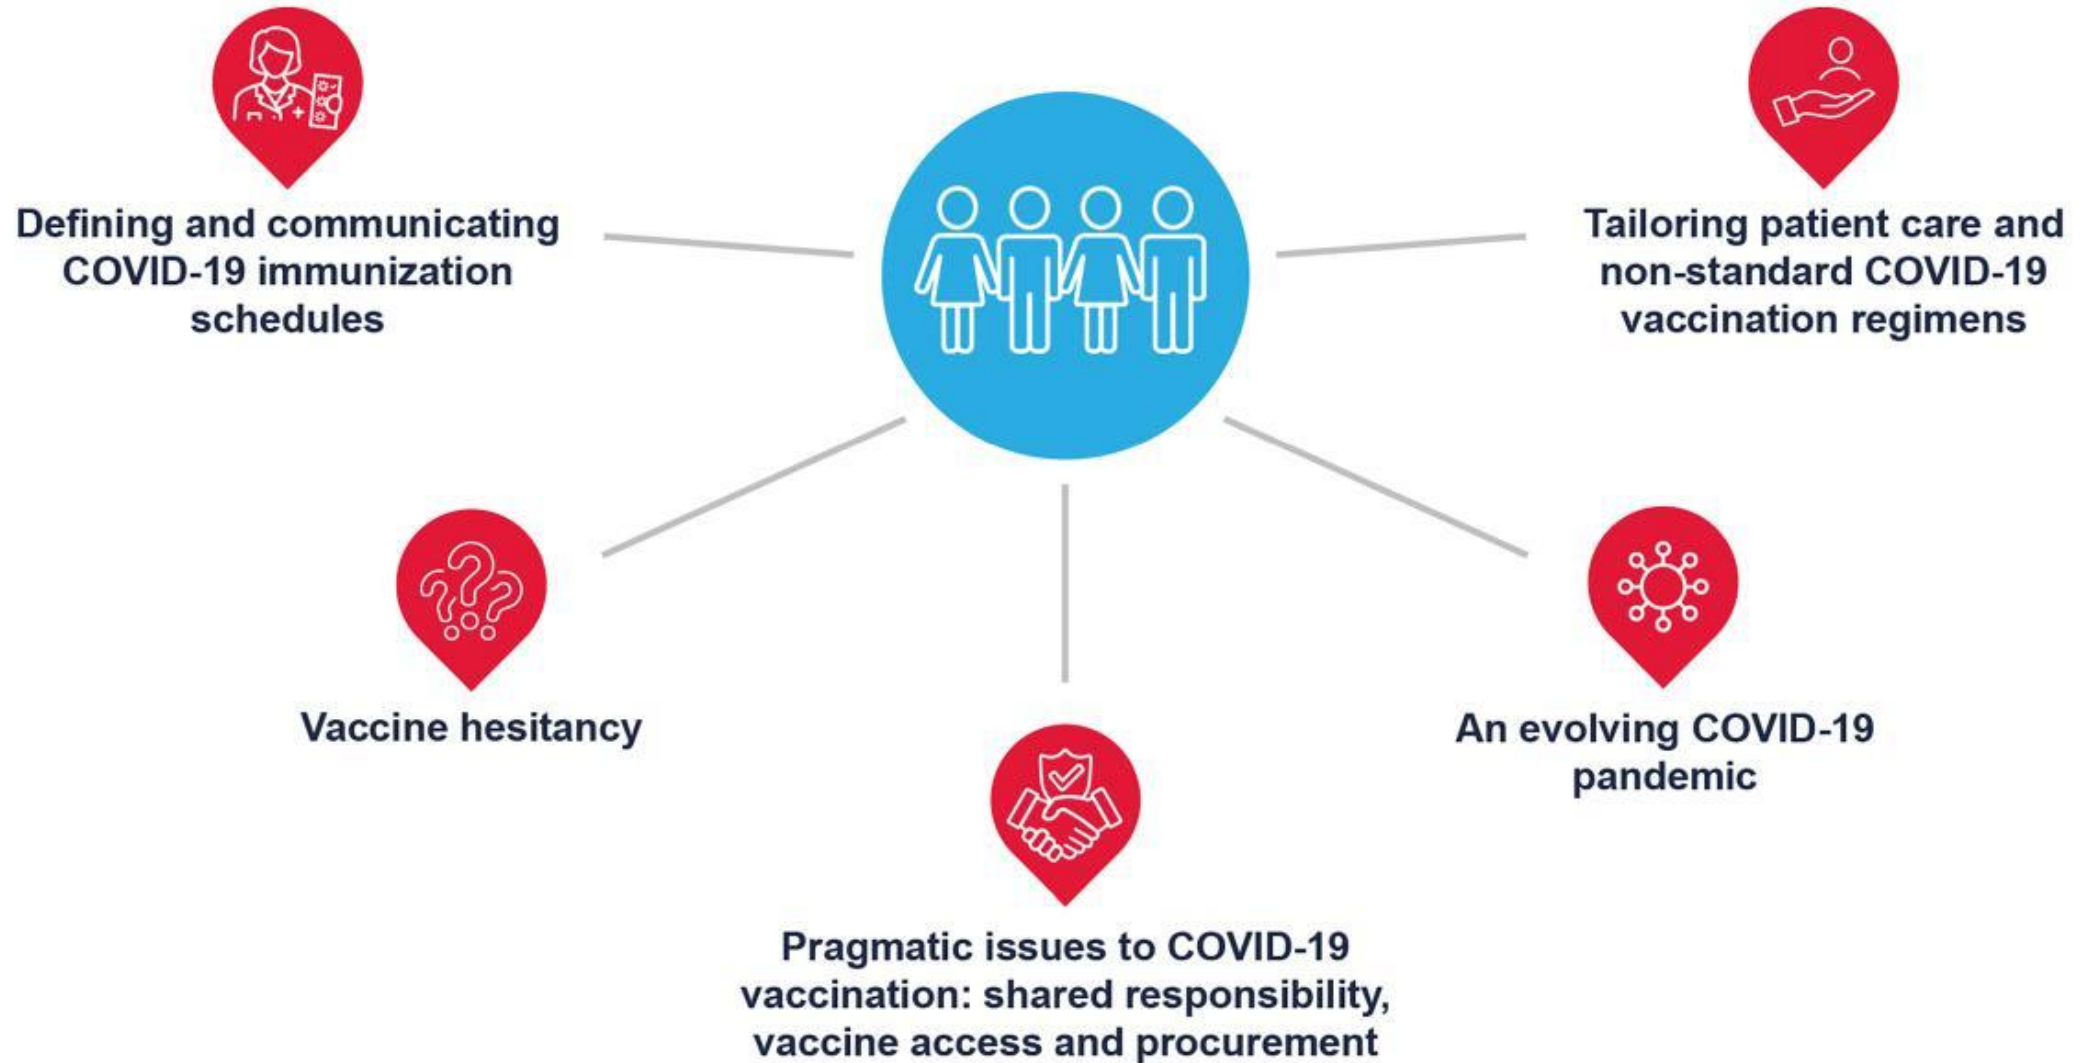 Defining and communicating
COVID-19 immunization
schedules
Tailoring patient care and
non-standard COVID-19
vaccination regimens
Vaccine hesitancy
An evolving COVID-19
pandemic
Pragmatic issues to COVID-19
vaccination: shared responsibility,
vaccine access and procurement